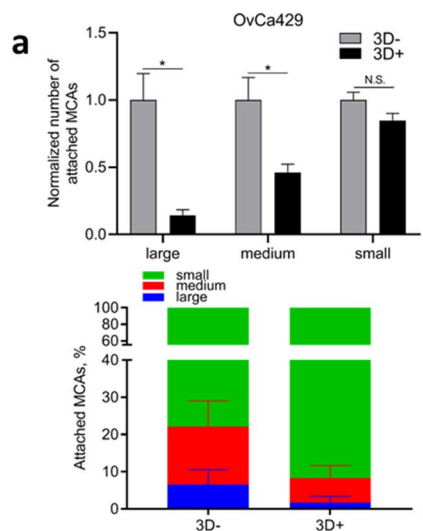 a
OvCa429
3D-
3D+
Normalized number of
attached MCAs
1.5
1.0
0.5
0.0
*
*
N.S.
large
medium
small
small
medium
large
Attached MCAs, %
100
80
60
40
30
20
10
0
3D-
3D+